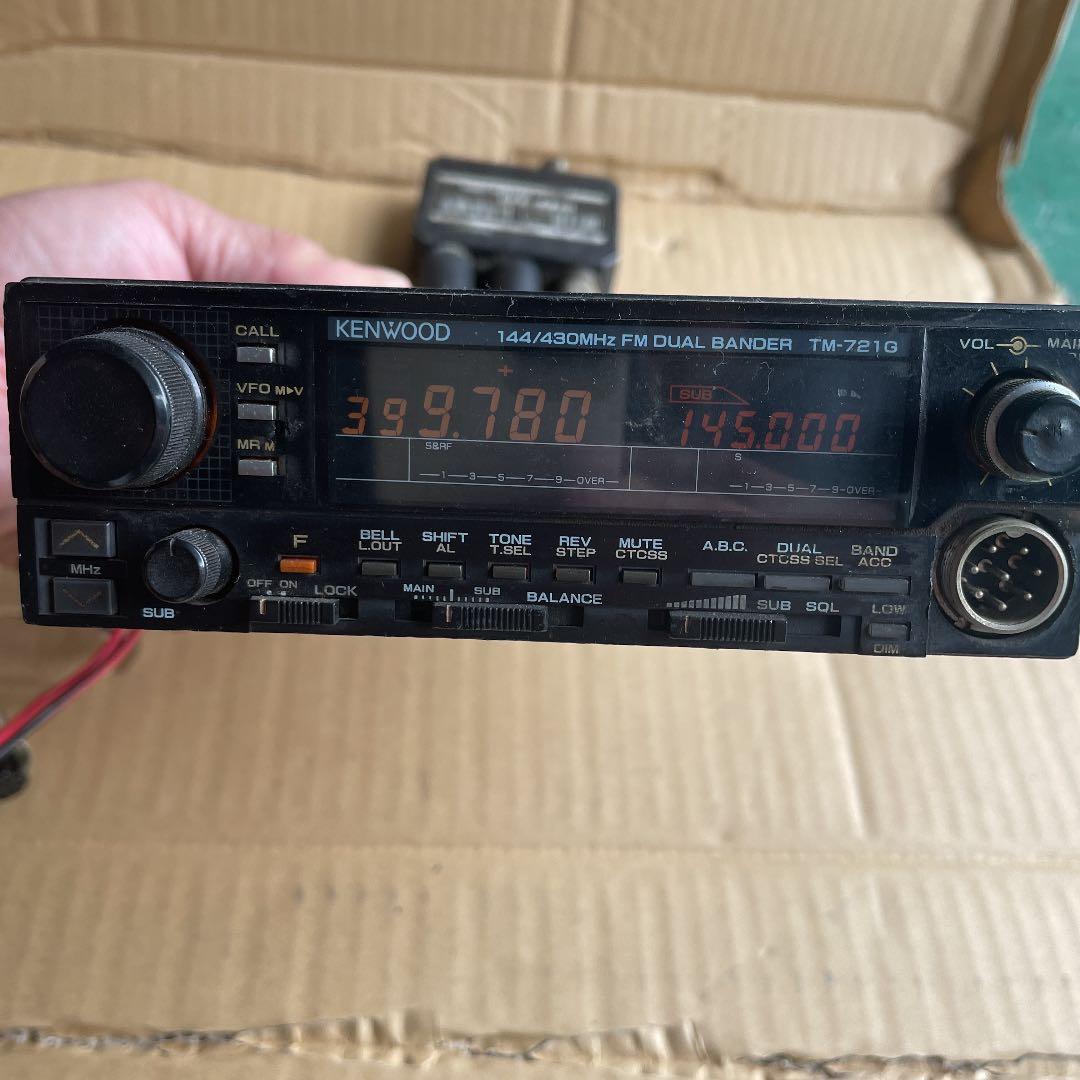 CALL
KENWOOD 144/430MHz FM DUAL BANDER TM-721G
VOL MAIN
VFO M▶V
+
399.780
SUB
145.000
MR M
S&RF
1-3-5-7-9-OVER-
S
-1-3-5-7-9-OVER-
MHz
F
BELL
L.OUT
SHIFT
AL
TONE
T.SEL
REV
STEP
MUTE
CTCSS
A.B.C.
DUAL
CTCSS SEL
BAND
ACC
SUB
OFF ON
LOCK
MAIN SUB
BALANCE
SUB SQL
LOW
DIM